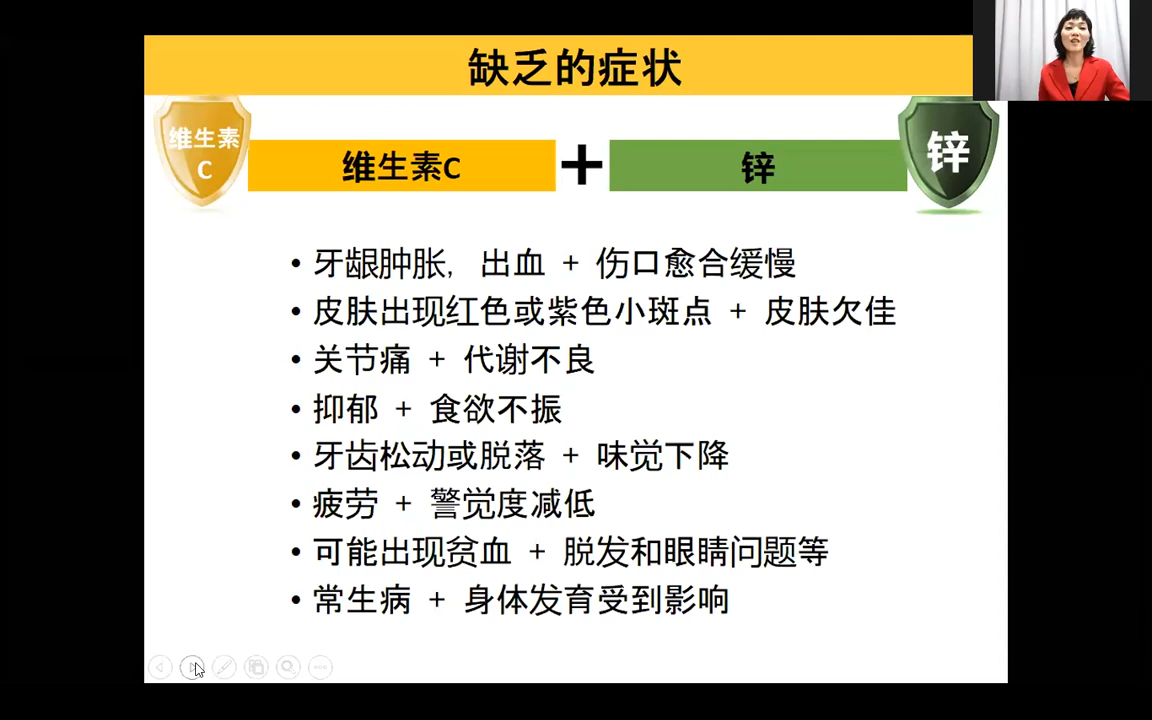 缺乏的症状
维生素
C
维生素C
+
锌
锌
• 牙龈肿胀, 出血 + 伤口愈合缓慢
• 皮肤出现红色或紫色小斑点 + 皮肤欠佳
• 关节痛 + 代谢不良
• 抑郁 + 食欲不振
• 牙齿松动或脱落 + 味觉下降
• 疲劳 + 警觉度减低
• 可能出现贫血 + 脱发和眼睛问题等
• 常生病 + 身体发育受到影响